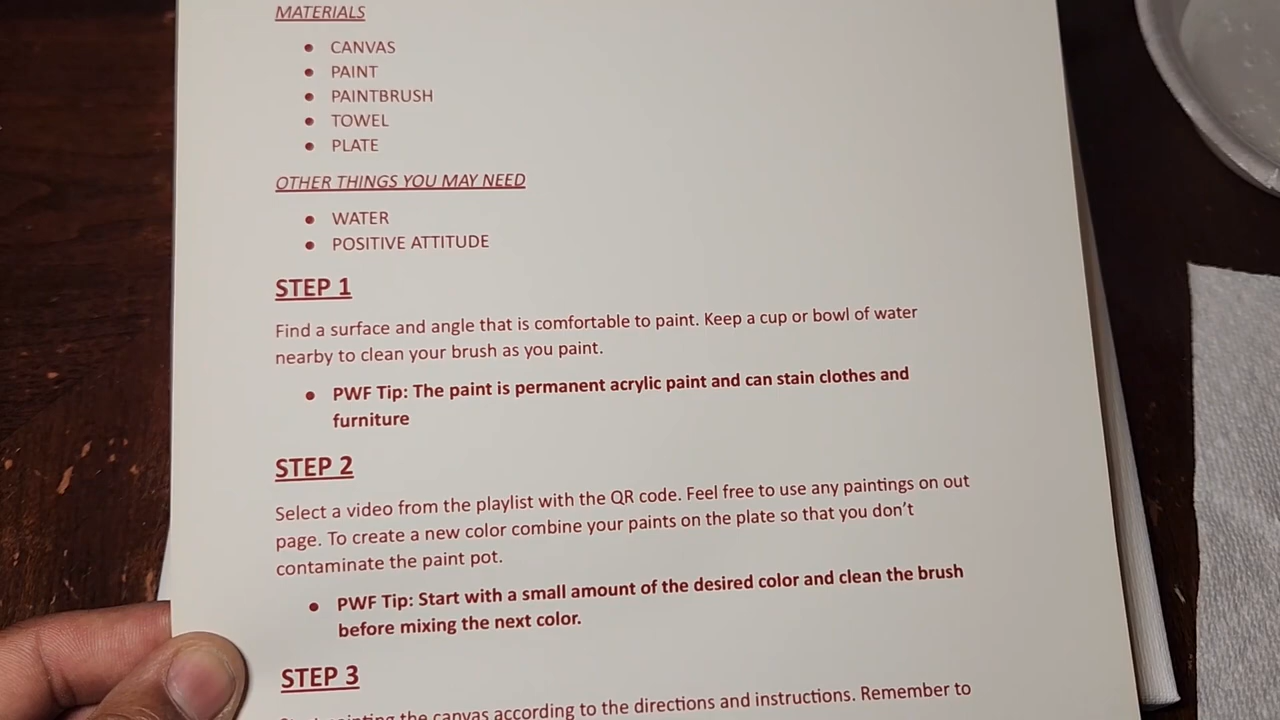 MATERIALS
CANVAS
PAINT
PAINTBRUSH
TOWEL
PLATE
OTHER THINGS YOU MAY NEED
WATER
POSITIVE ATTITUDE
STEP 1
Find a surface and angle that is comfortable to paint. Keep a cup or bowl of water
nearby to clean your brush as you paint.
PWF Tip: The paint is permanent acrylic paint and can stain clothes and
furniture
STEP 2
Select a video from the playlist with the QR code. Feel free to use any paintings on out
page. To create a new color combine your paints on the plate so that you don't
contaminate the paint pot.
PWF Tip: Start with a small amount of the desired color and clean the brush
before mixing the next color.
STEP 3
the canvas according to the directions and instructions. Remember to